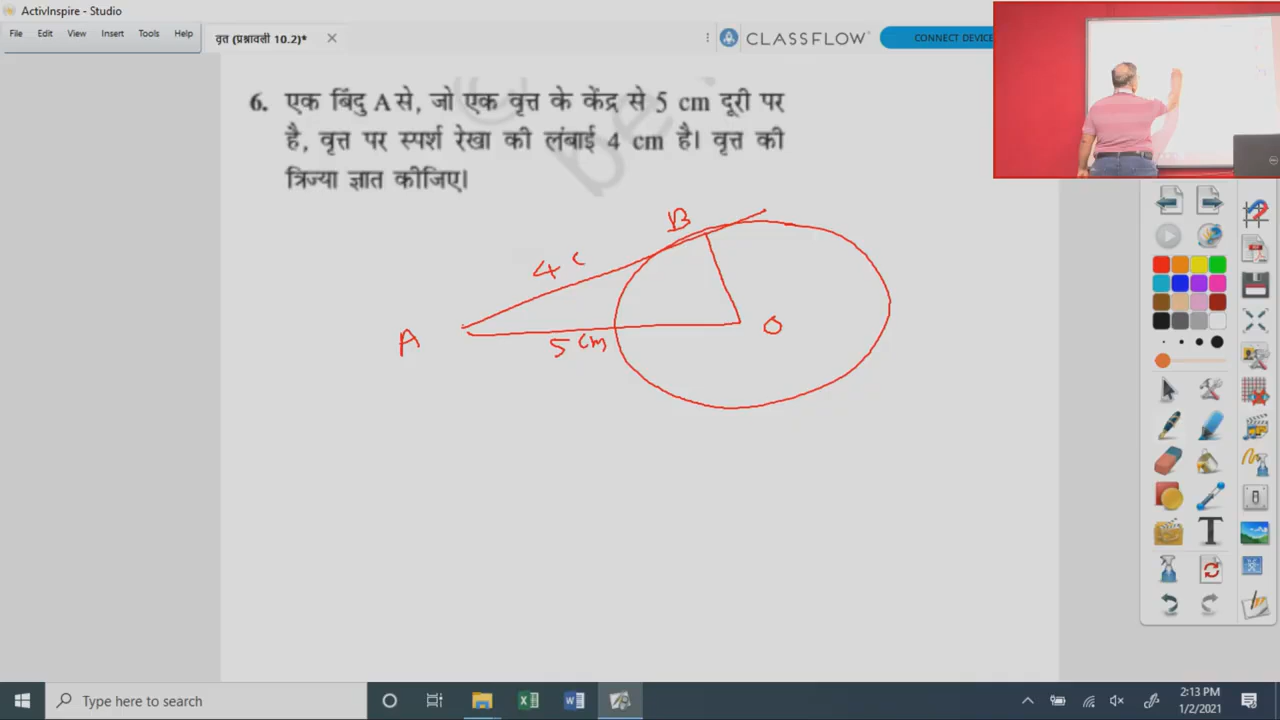 ActivInspire - Studio
File Edit View Insert Tools Help
वृत (प्रश्नावली 10.2)*
CLASSFLOW
CONNECT DEVICE
6. एक बिंदु A से, जो एक वृत्त के केंद्र से 5 cm दूरी पर
है, वृत्त पर स्पर्श रेखा की लंबाई 4 cm है। वृत्त की
त्रिज्या ज्ञात कीजिए।
B
4 c
A
5 cm
O
Type here to search
2:13 PM
1/2/2021